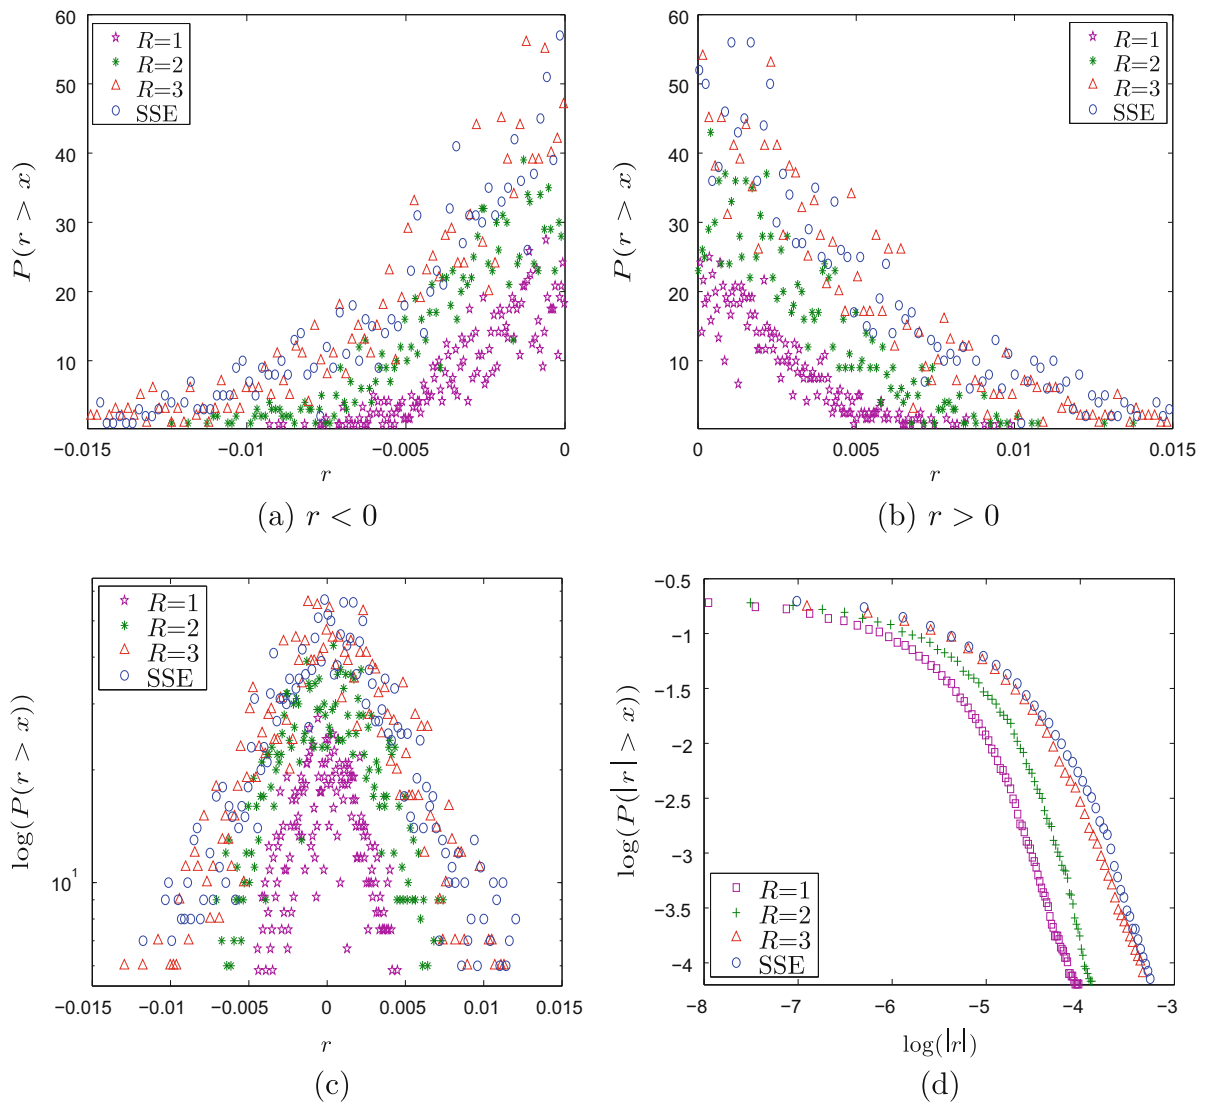 60
50
40
30
20
10
−0.015
−0.01
−0.005
0
P(r > x)
r
R=1
R=2
R=3
SSE
(a) r < 0
60
50
40
30
20
10
0
0.005
0.01
0.015
P(r > x)
r
R=1
R=2
R=3
SSE
(b) r > 0
10¹
−0.015
−0.01
−0.005
0
0.005
0.01
0.015
log(P(r > x))
r
R=1
R=2
R=3
SSE
(c)
−0.5
−1
−1.5
−2
−2.5
−3
−3.5
−4
−8
−7
−6
−5
−4
−3
log(P(|r| > x))
log(|r|)
R=1
R=2
R=3
SSE
(d)